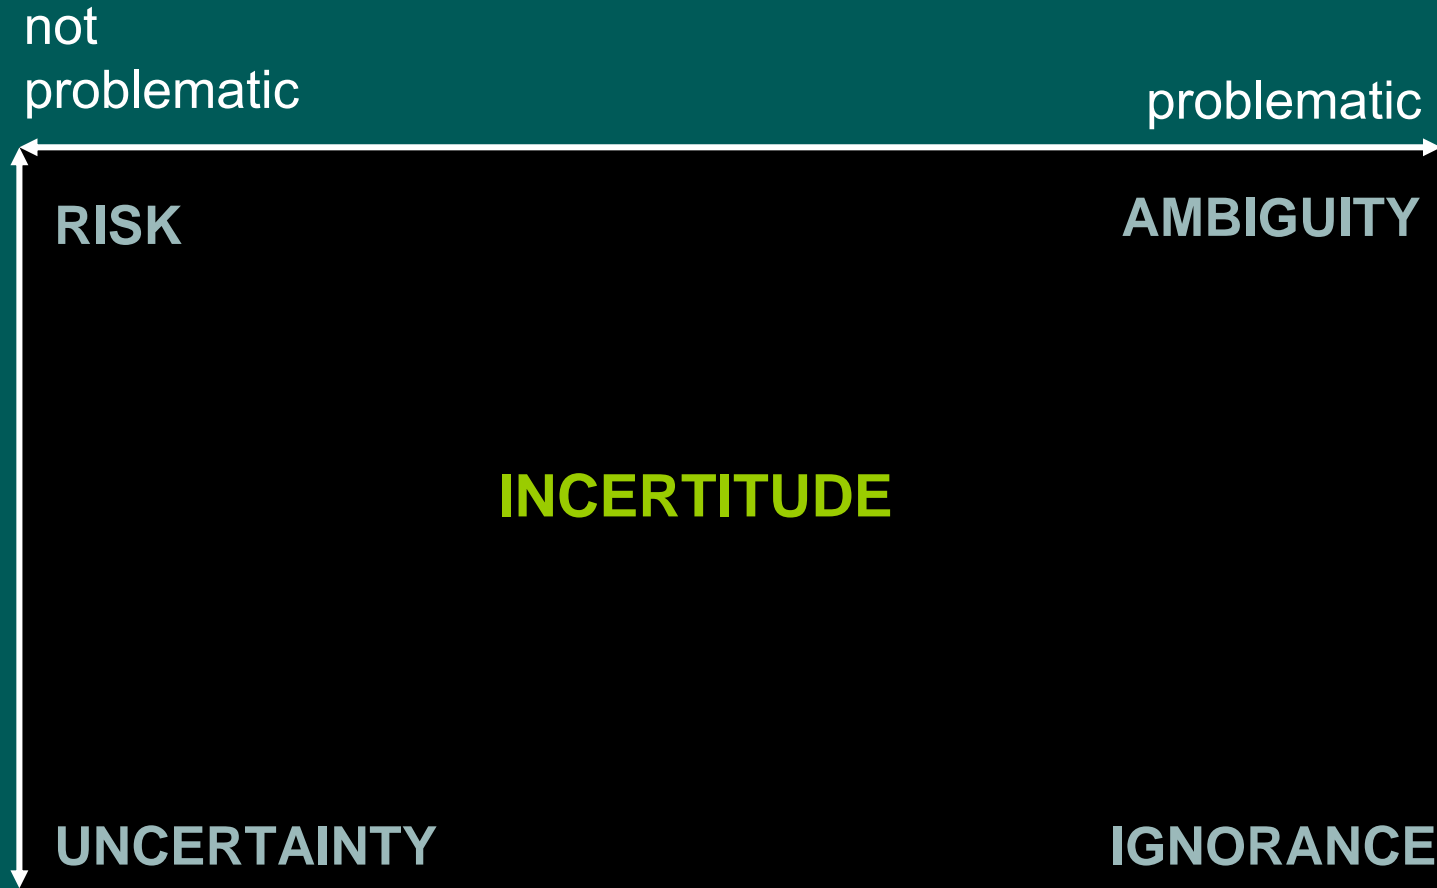 not
problematic
problematic
RISK
AMBIGUITY
INCERTITUDE
UNCERTAINTY
IGNORANCE